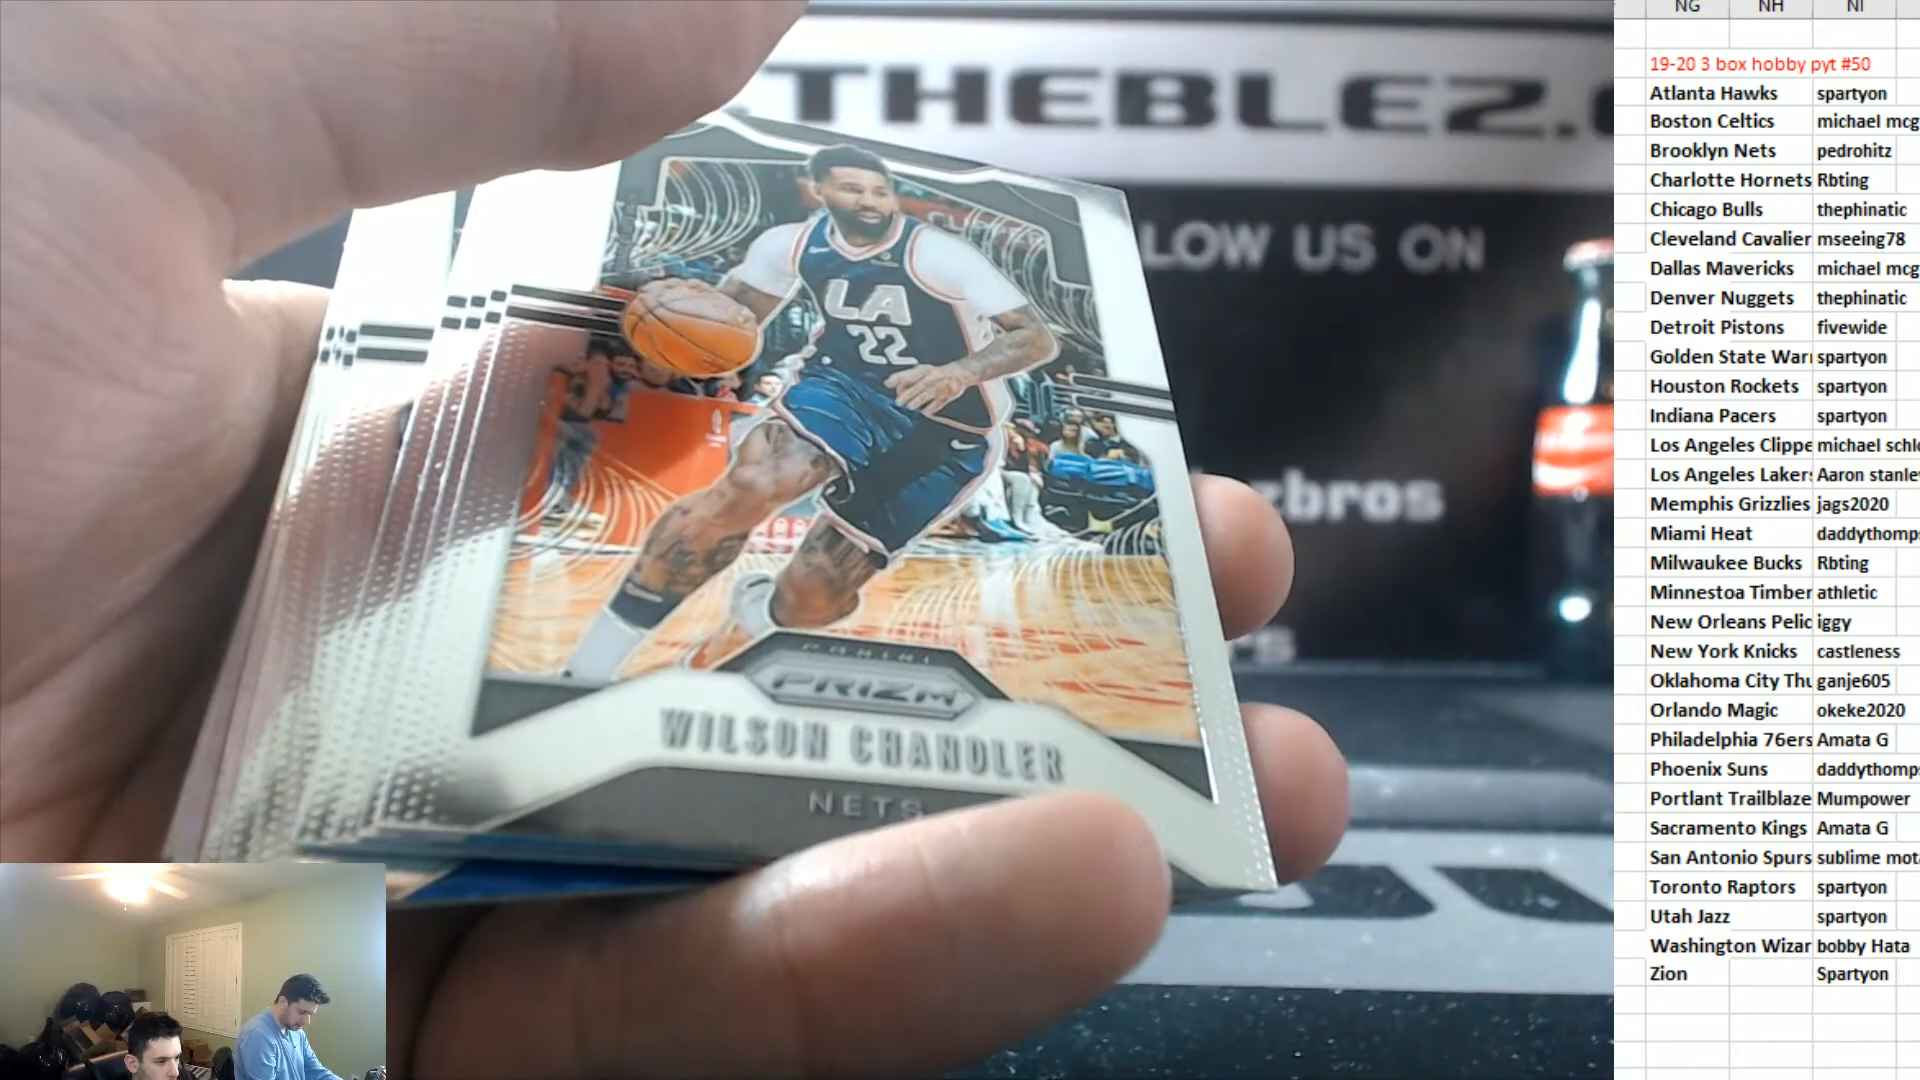 NG NH NI
19-20 3 box hobby pyt #50
Atlanta Hawks spartyon
Boston Celtics michael mcg
Brooklyn Nets pedrohitz
Charlotte Hornets Rbting
Chicago Bulls thephinatic
Cleveland Cavalier mseeing78
Dallas Mavericks michael mcg
Denver Nuggets thephinatic
Detroit Pistons fivewide
Golden State War spartyon
Houston Rockets spartyon
Indiana Pacers spartyon
Los Angeles Clippe michael schl
Los Angeles Laker Aaron stanle
Memphis Grizzlies jags2020
Miami Heat daddythomp
Milwaukee Bucks Rbting
Minnestoa Timber athletic
New Orleans Pelic iggy
New York Knicks castleness
Oklahoma City Thu ganje605
Orlando Magic okeke2020
Philadelphia 76ers Amata G
Phoenix Suns daddythomp
Portlant Trailblaze Mumpower
Sacramento Kings Amata G
San Antonio Spurs sublime mot
Toronto Raptors spartyon
Utah Jazz spartyon
Washington Wizar bobby Hata
Zion Spartyon
.THEBLEZ.
LOW US ON
zbros
rs
LA
22
PANINI
PRIZM
WILSON CHANDLER
NETS